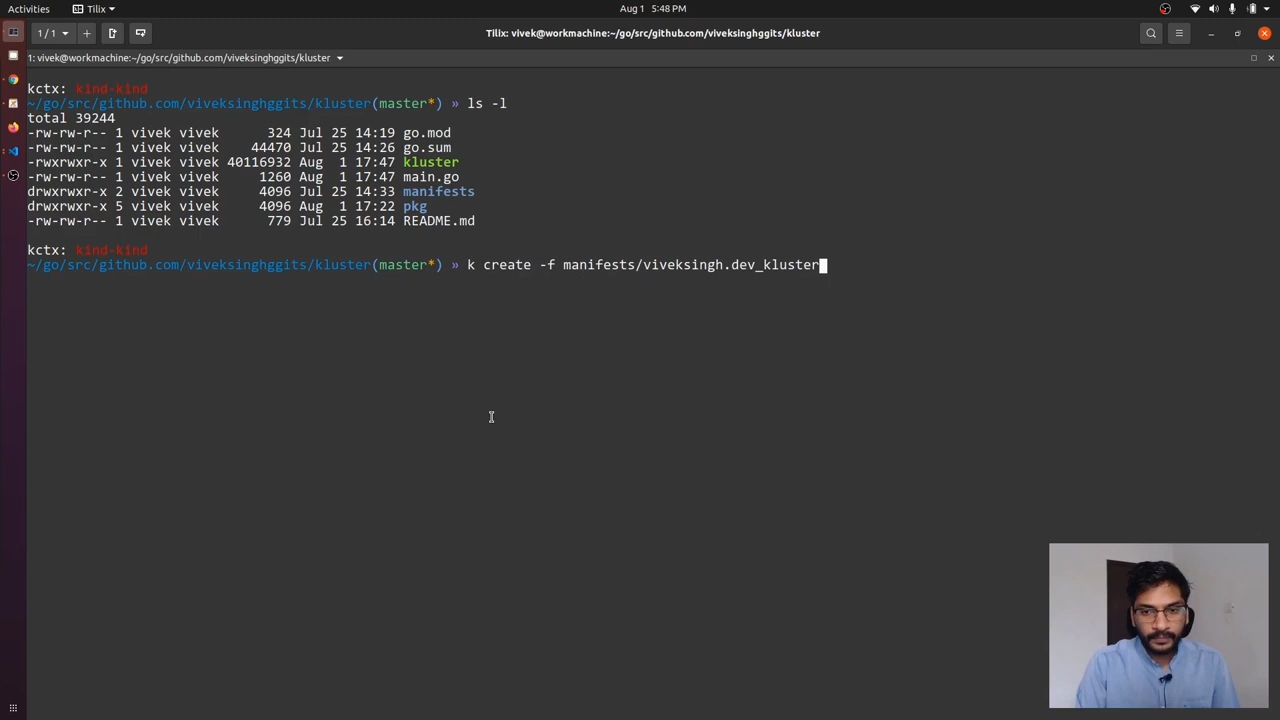 Activities
Tilix
Aug 1 5:48 PM
1 / 1
Tilix: vivek@workmachine:~/go/src/github.com/viveksinghggits/kluster
1: vivek@workmachine:~/go/src/github.com/viveksinghggits/kluster
kctx: kind-kind
~/go/src/github.com/viveksinghggits/kluster(master*) » ls -l
total 39244
-rw-rw-r-- 1 vivek vivek 324 Jul 25 14:19 go.mod
-rw-rw-r-- 1 vivek vivek 44470 Jul 25 14:26 go.sum
-rwxrwxr-x 1 vivek vivek 40116932 Aug 1 17:47 kluster
-rw-rw-r-- 1 vivek vivek 1260 Aug 1 17:47 main.go
drwxrwxr-x 2 vivek vivek 4096 Jul 25 14:33 manifests
drwxrwxr-x 5 vivek vivek 4096 Aug 1 17:22 pkg
-rw-rw-r-- 1 vivek vivek 779 Jul 25 16:14 README.md
kctx: kind-kind
~/go/src/github.com/viveksinghggits/kluster(master*) » k create -f manifests/viveksingh.dev_kluster